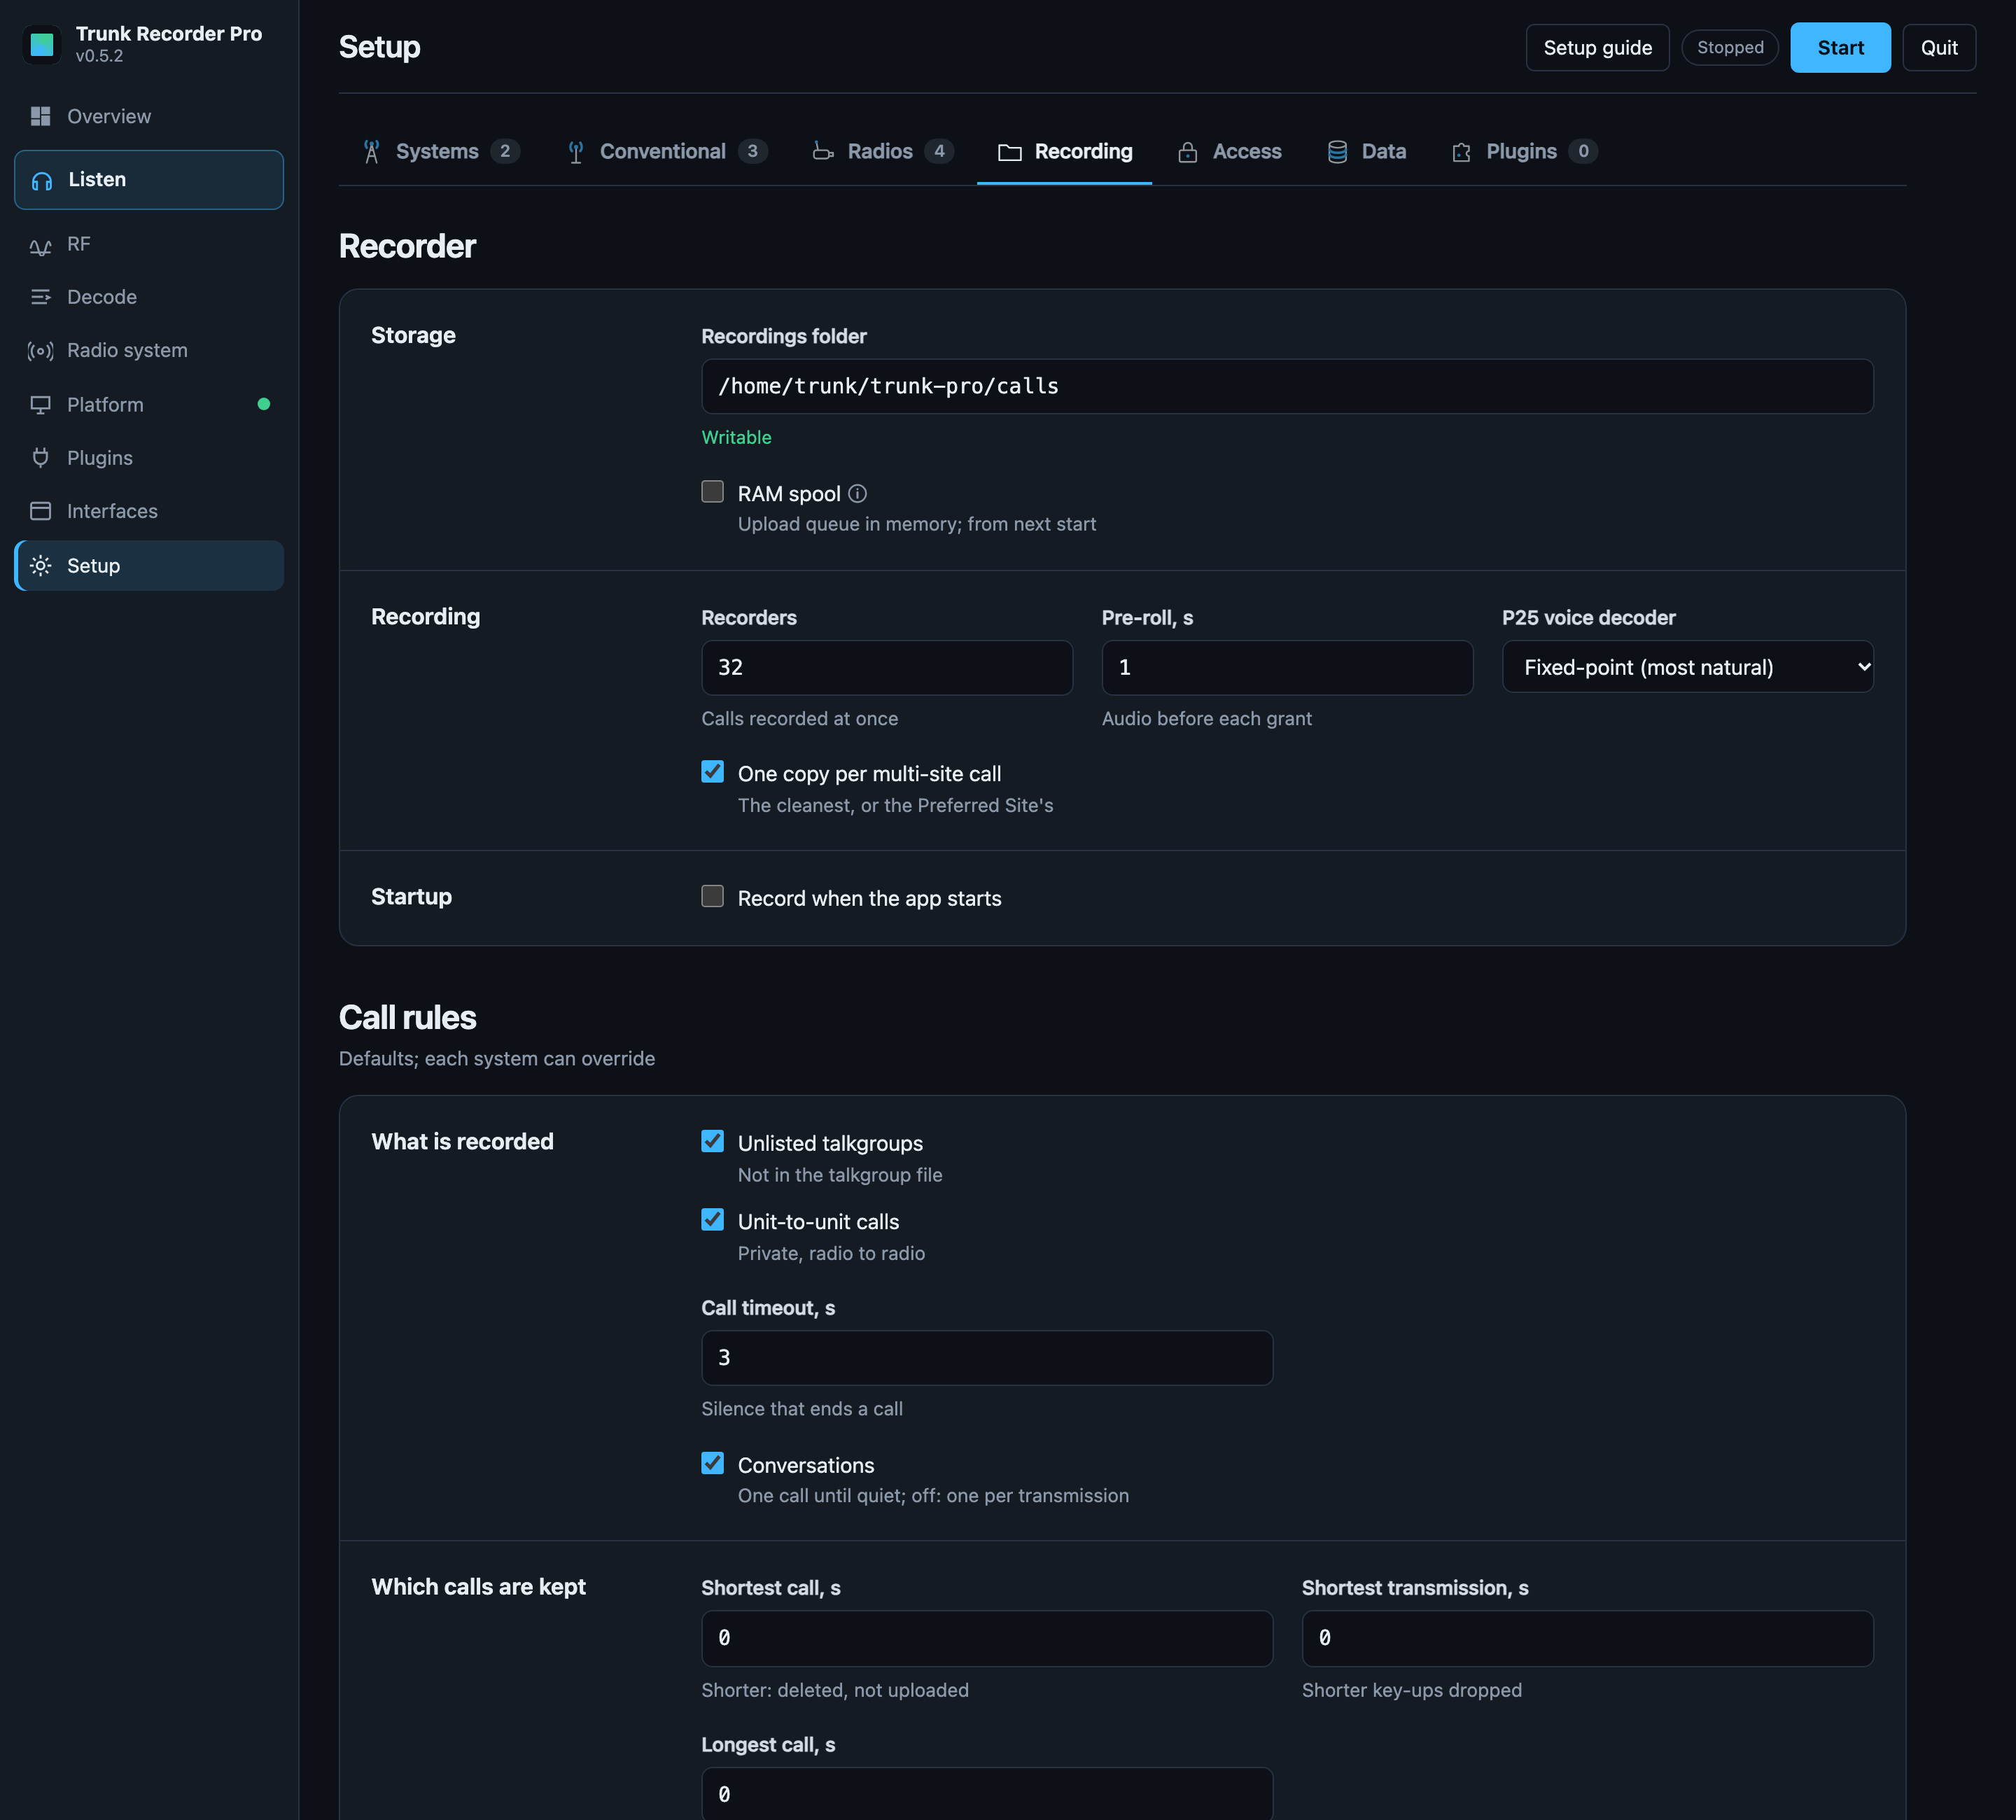 Trunk Recorder Pro
v0.5.2
Overview
Listen
RF
Decode
Radio system
Platform
Plugins
Interfaces
Setup
Setup
Setup guide
Stopped
Start
Quit
Systems 2
Conventional 3
Radios 4
Recording
Access
Data
Plugins 0
Recorder
Storage
Recordings folder
/home/trunk/trunk-pro/calls
Writable
RAM spool
Upload queue in memory; from next start
Recording
Recorders
32
Calls recorded at once
Pre-roll, s
1
Audio before each grant
P25 voice decoder
Fixed-point (most natural)
One copy per multi-site call
The cleanest, or the Preferred Site's
Startup
Record when the app starts
Call rules
Defaults; each system can override
What is recorded
Unlisted talkgroups
Not in the talkgroup file
Unit-to-unit calls
Private, radio to radio
Call timeout, s
3
Silence that ends a call
Conversations
One call until quiet; off: one per transmission
Which calls are kept
Shortest call, s
0
Shorter: deleted, not uploaded
Shortest transmission, s
0
Shorter key-ups dropped
Longest call, s
0